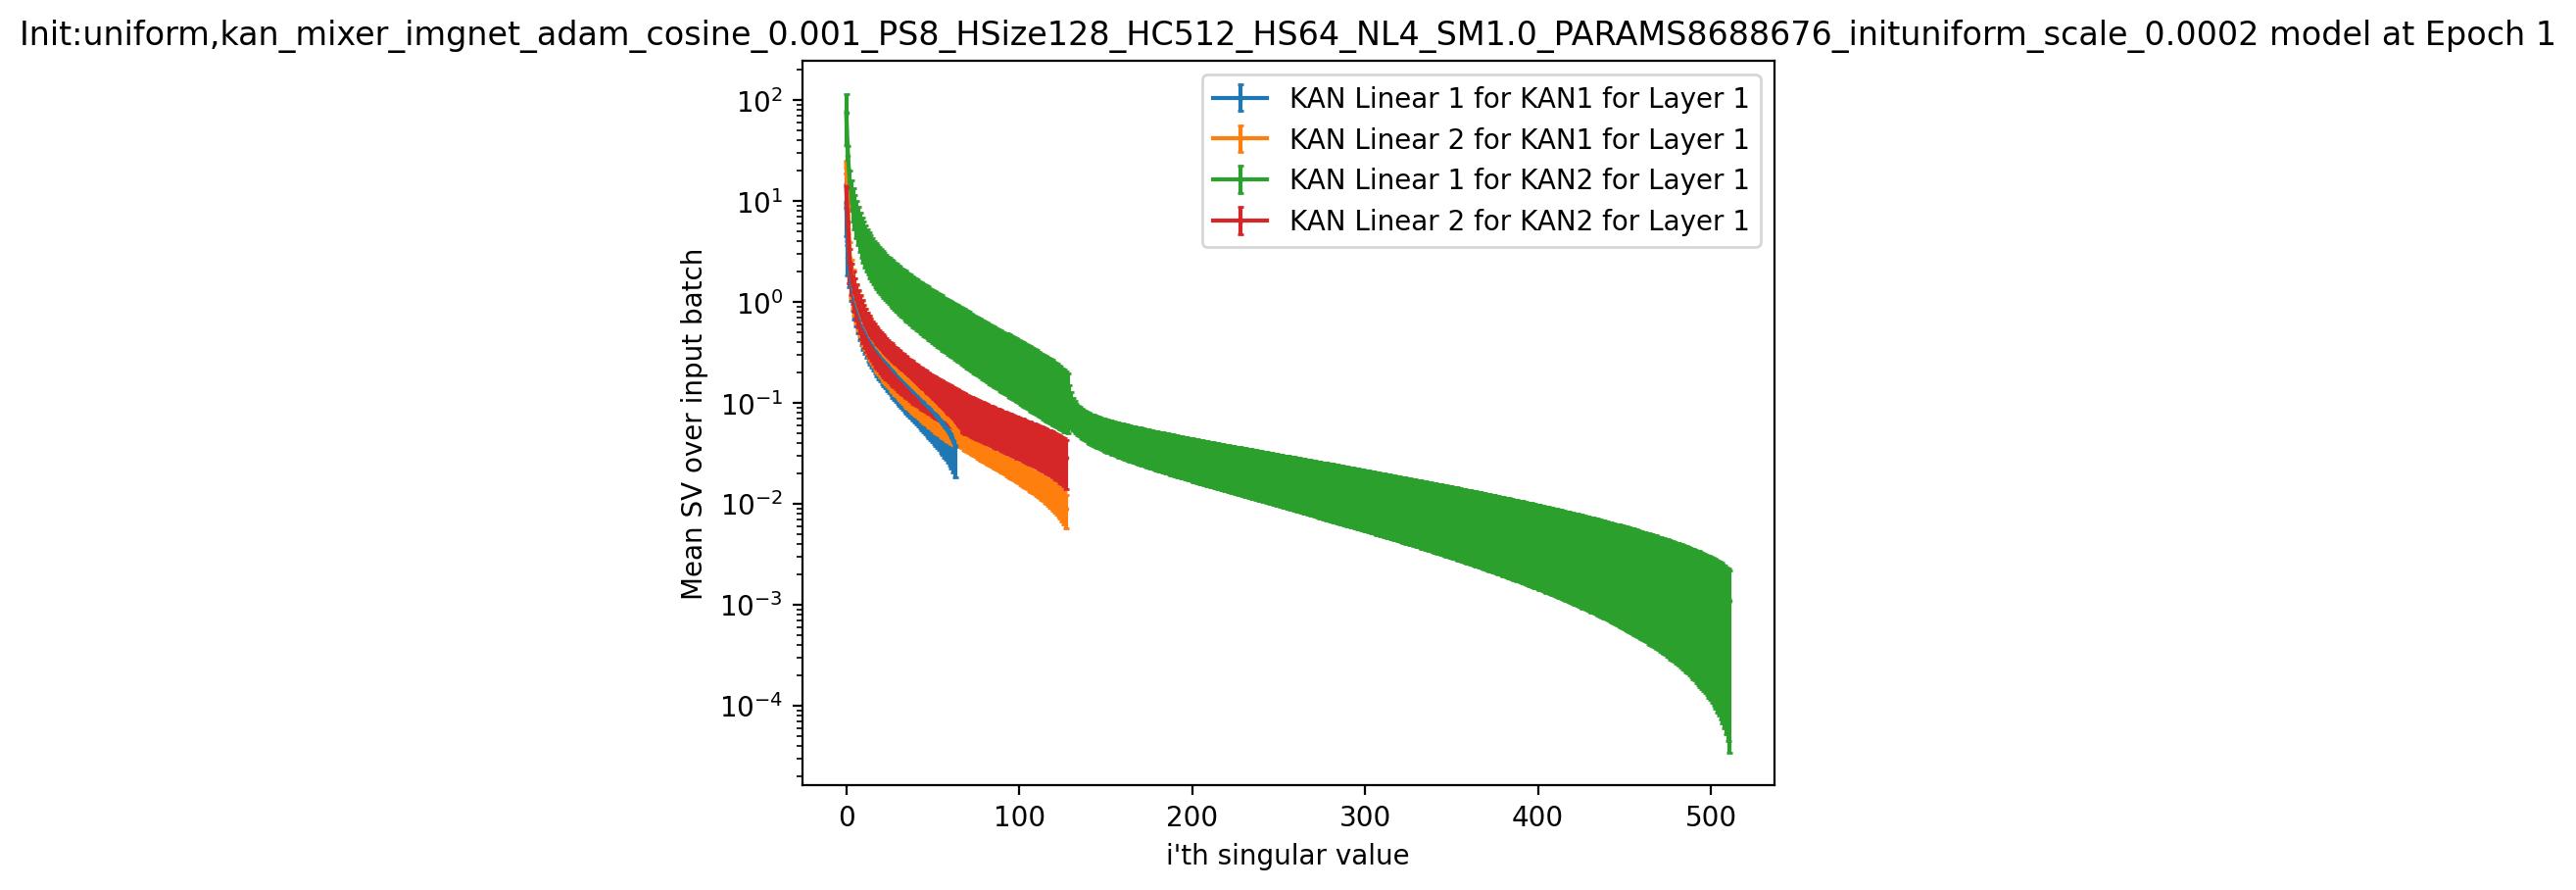 Init:uniform,kan_mixer_imgnet_adam_cosine_0.001_PS8_HSize128_HC512_HS64_NL4_SM1.0_PARAMS8688676_inituniform_scale_0.0002 model at Epoch 1
KAN Linear 1 for KAN1 for Layer 1
KAN Linear 2 for KAN1 for Layer 1
KAN Linear 1 for KAN2 for Layer 1
KAN Linear 2 for KAN2 for Layer 1
Mean SV over input batch
10²
10¹
10⁰
10⁻¹
10⁻²
10⁻³
10⁻⁴
0 100 200 300 400 500
i'th singular value